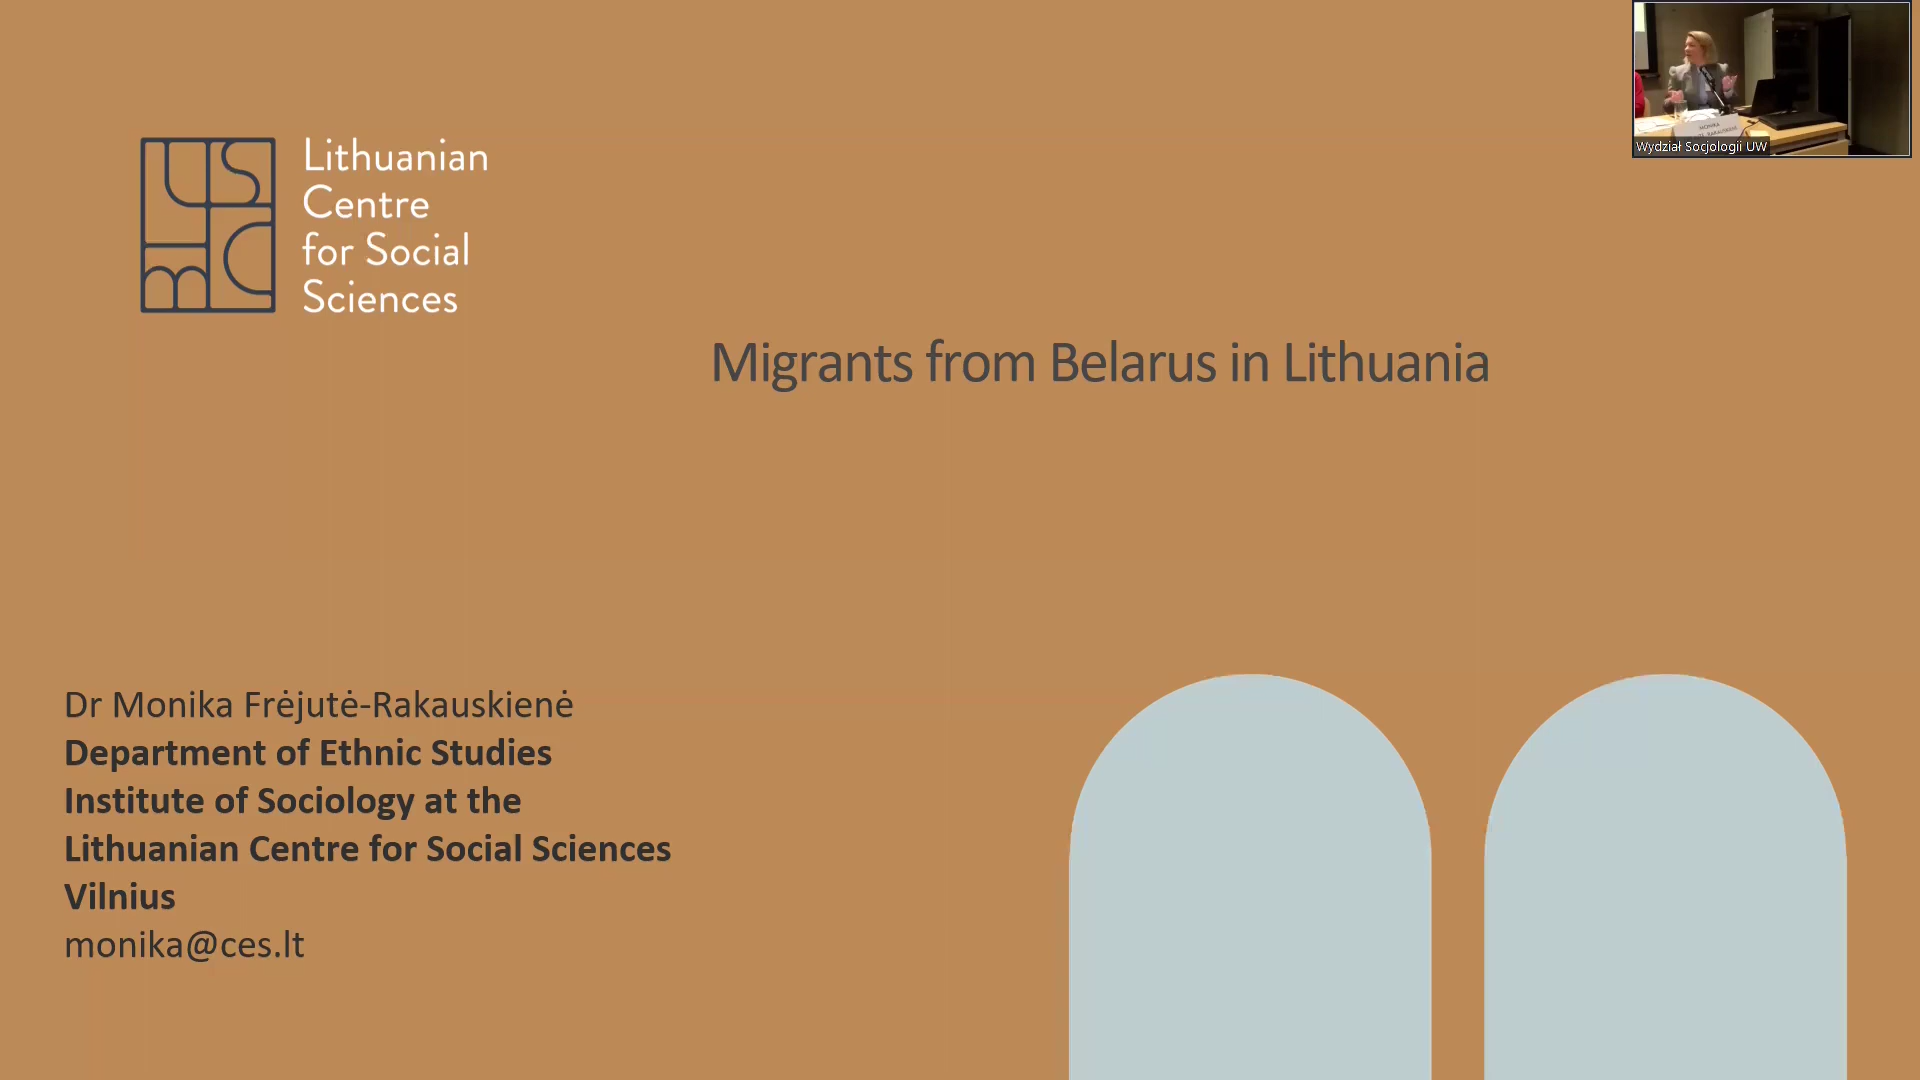 Lithuanian
Centre
for Social
Sciences
Migrants from Belarus in Lithuania
Dr Monika Frėjutė-Rakauskienė
Department of Ethnic Studies
Institute of Sociology at the
Lithuanian Centre for Social Sciences
Vilnius
monika@ces.lt
MONIKA
Wydział Socjologii UW